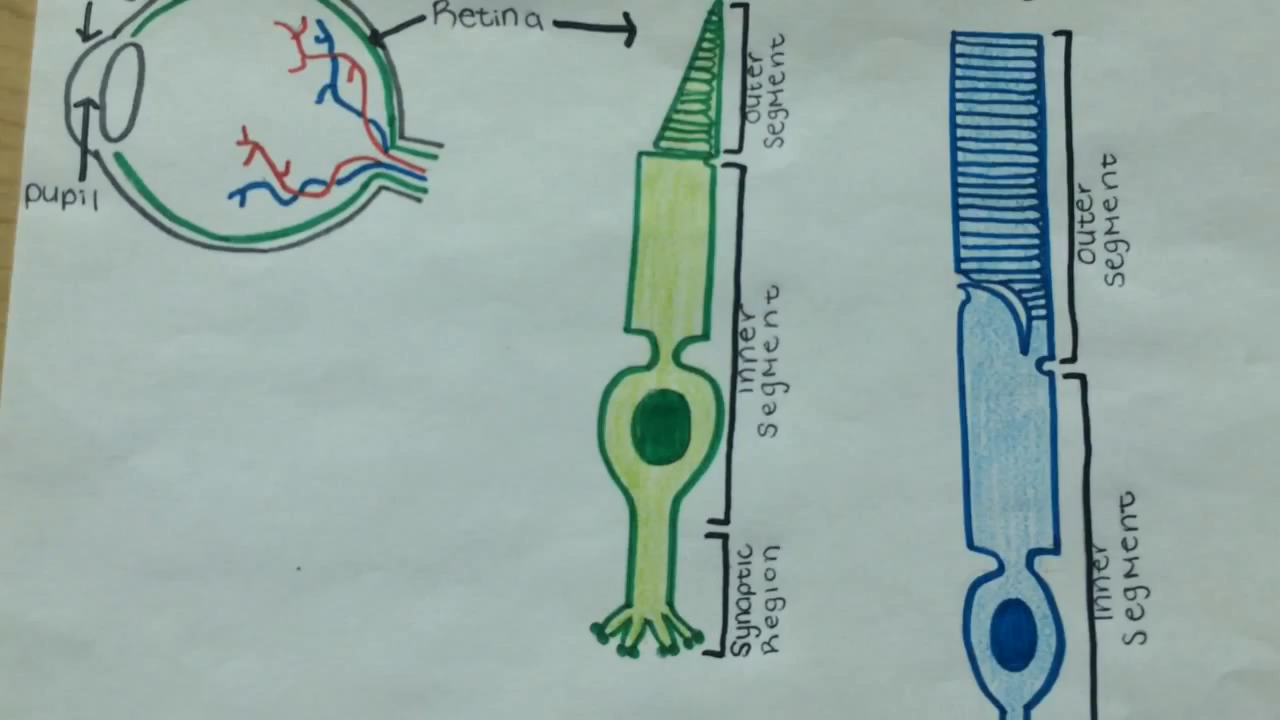 Retina
pupil
outer
segment
inner
segment
synaptic
Region
outer
segment
inner
segment